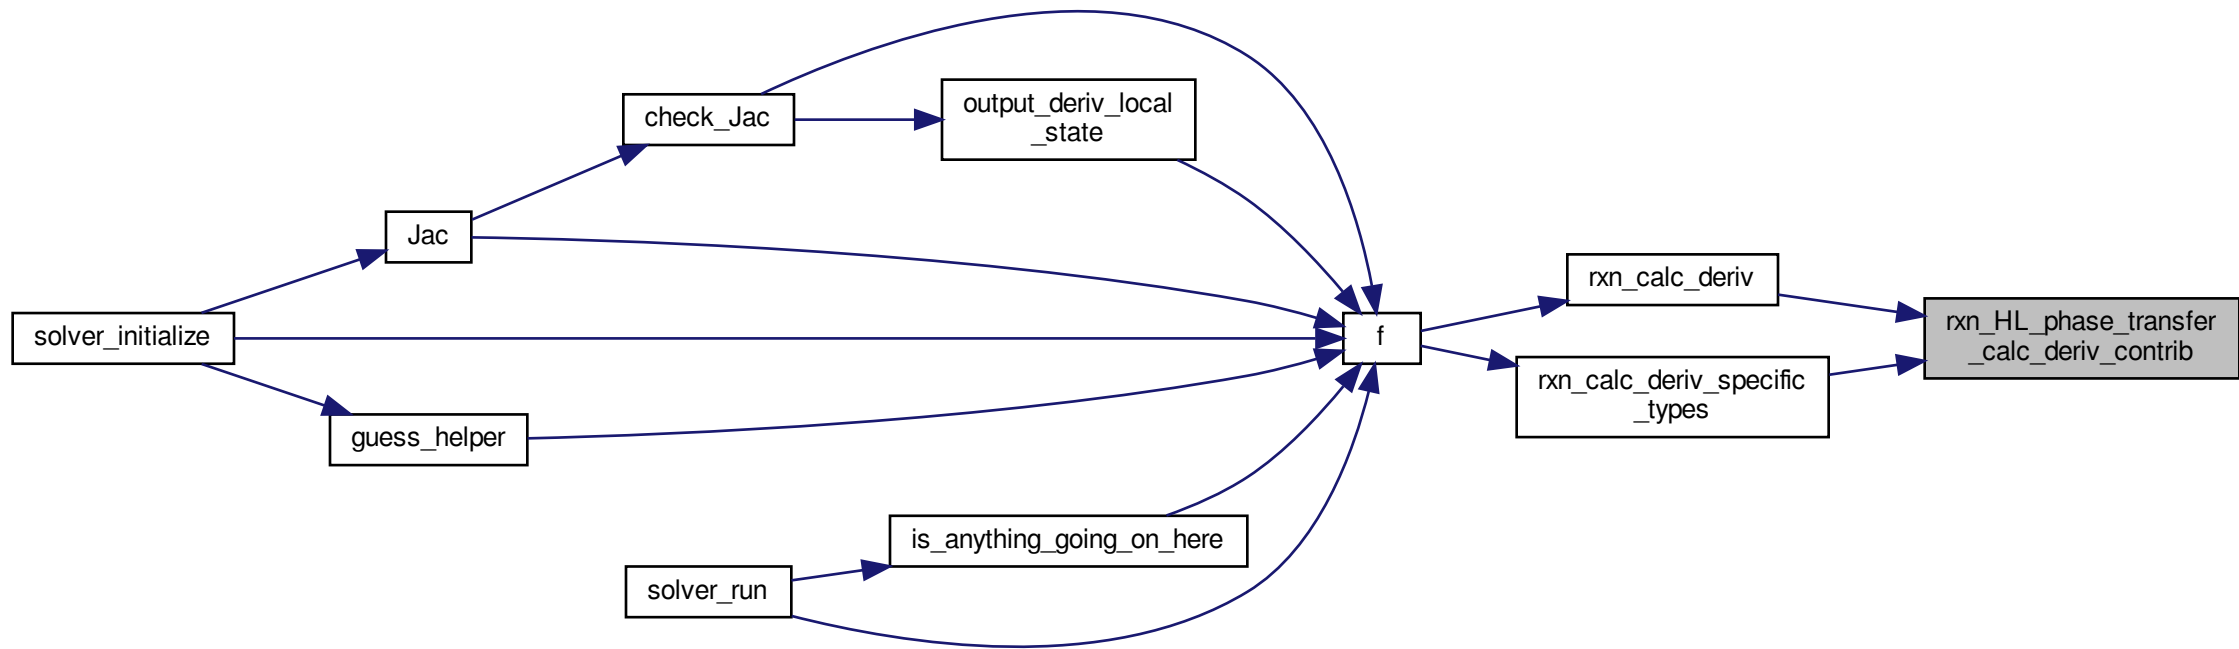 check_Jac
output_deriv_local
_state
Jac
rxn_calc_deriv
solver_initialize
f
rxn_HL_phase_transfer
_calc_deriv_contrib
rxn_calc_deriv_specific
_types
guess_helper
is_anything_going_on_here
solver_run